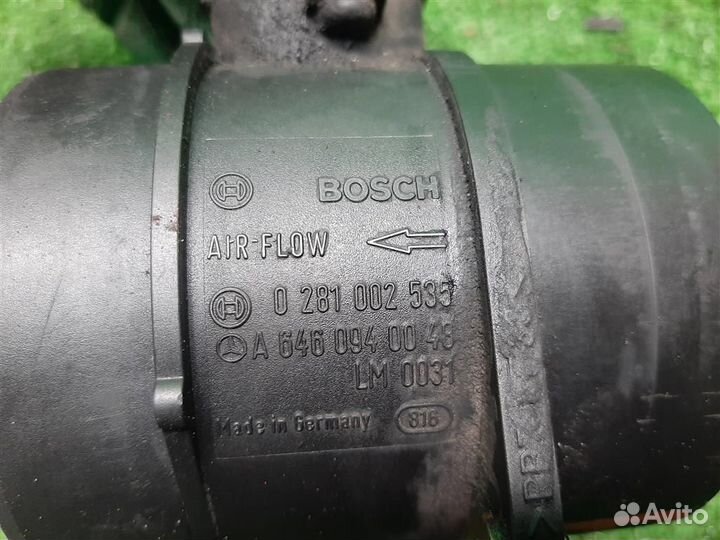 BOSCH
AIR-FLOW
0 281 002 535
A 646 094 00 48
LM 0031
Made in Germany 816
Avito